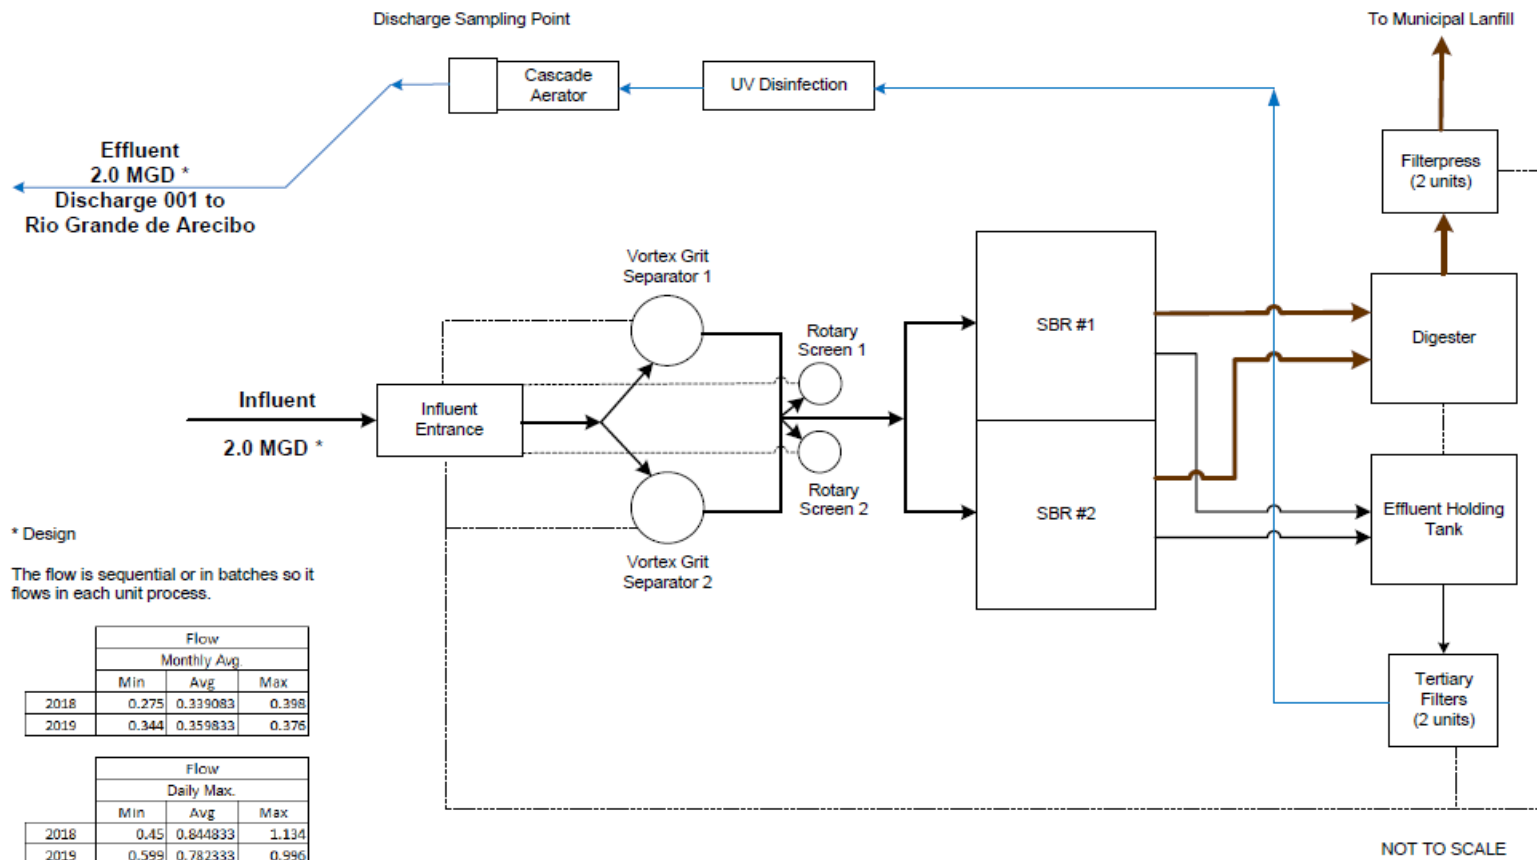 Discharge Sampling Point
To Municipal Lanfill
Cascade
Aerator
UV Disinfection
Effluent
2.0 MGD *
Discharge 001 to
Rio Grande de Arecibo
Filterpress
(2 units)
Vortex Grit
Separator 1
Rotary
Screen 1
SBR #1
Digester
Influent
2.0 MGD *
Influent
Entrance
Rotary
Screen 2
SBR #2
Effluent Holding
Tank
Vortex Grit
Separator 2
* Design
The flow is sequential or in batches so it
flows in each unit process.
Flow
Monthly Avg.
Min Avg Max
2018 0.275 0.339083 0.398
2019 0.344 0.359833 0.376
Tertiary
Filters
(2 units)
Flow
Daily Max.
Min Avg Max
2018 0.45 0.844833 1.134
2019 0.599 0.782333 0.996
NOT TO SCALE